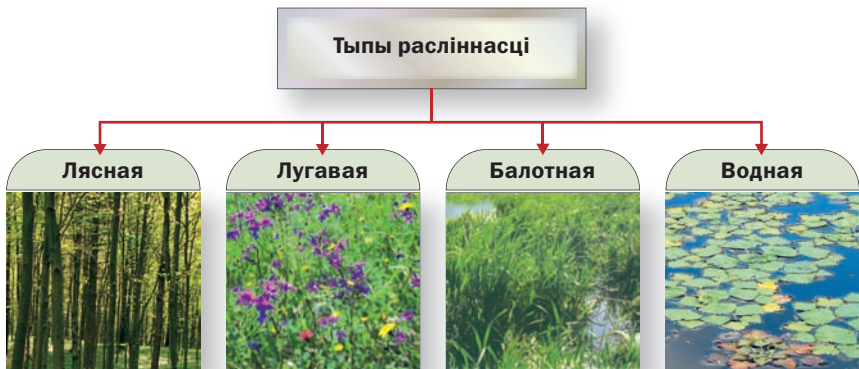 Тыпы расліннасці
Лясная
Лугавая
Балотная
Водная